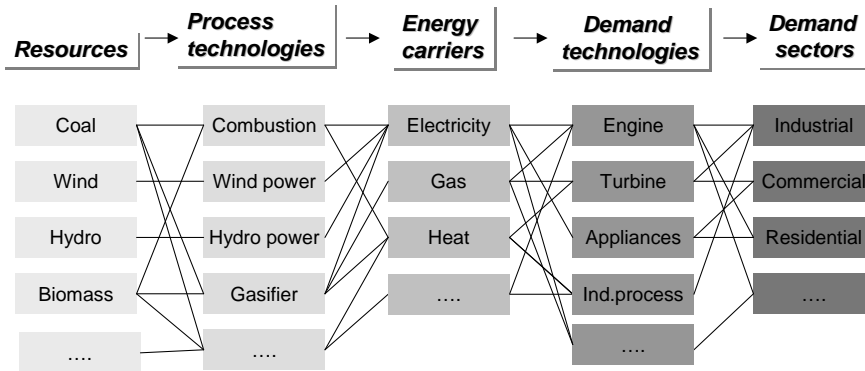 Resources
Process
technologies
Energy
carriers
Demand
technologies
Demand
sectors
Coal
Combustion
Electricity
Engine
Industrial
Wind
Wind power
Gas
Turbine
Commercial
Hydro
Hydro power
Heat
Appliances
Residential
Biomass
Gasifier
….
Ind.process
….
….
….
….